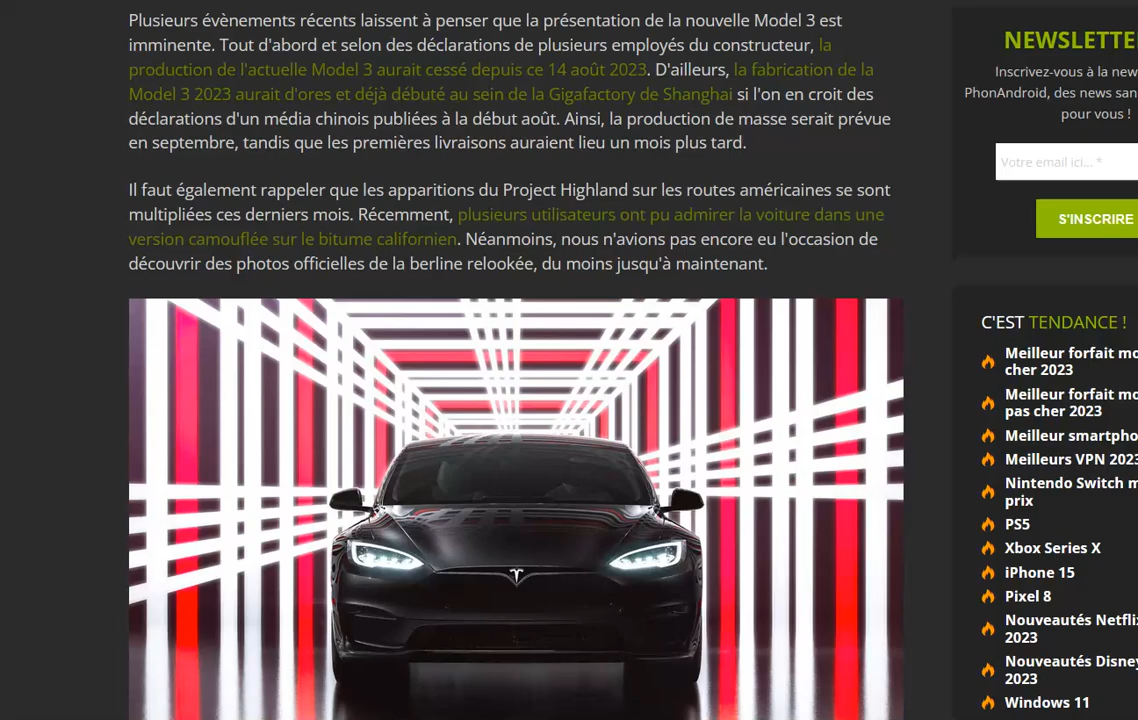 Plusieurs évènements récents laissent à penser que la présentation de la nouvelle Model 3 est
imminente. Tout d'abord et selon des déclarations de plusieurs employés du constructeur, la
production de l'actuelle Model 3 aurait cessé depuis ce 14 août 2023. D'ailleurs, la fabrication de la
Model 3 2023 aurait d'ores et déjà débuté au sein de la Gigafactory de Shanghai si l'on en croit des
déclarations d'un média chinois publiées à la début août. Ainsi, la production de masse serait prévue
en septembre, tandis que les premières livraisons auraient lieu un mois plus tard.
Il faut également rappeler que les apparitions du Project Highland sur les routes américaines se sont
multipliées ces derniers mois. Récemment, plusieurs utilisateurs ont pu admirer la voiture dans une
version camouflée sur le bitume californien. Néanmoins, nous n'avions pas encore eu l'occasion de
découvrir des photos officielles de la berline relookée, du moins jusqu'à maintenant.
NEWSLETTE
Inscrivez-vous à la new
PhonAndroid, des news san
pour vous !
Votre email ici... *
S'INSCRIRE
C'EST TENDANCE !
Meilleur forfait mo
cher 2023
Meilleur forfait mo
pas cher 2023
Meilleur smartpho
Meilleurs VPN 2023
Nintendo Switch m
prix
PS5
Xbox Series X
iPhone 15
Pixel 8
Nouveautés Netfli
2023
Nouveautés Disney
2023
Windows 11